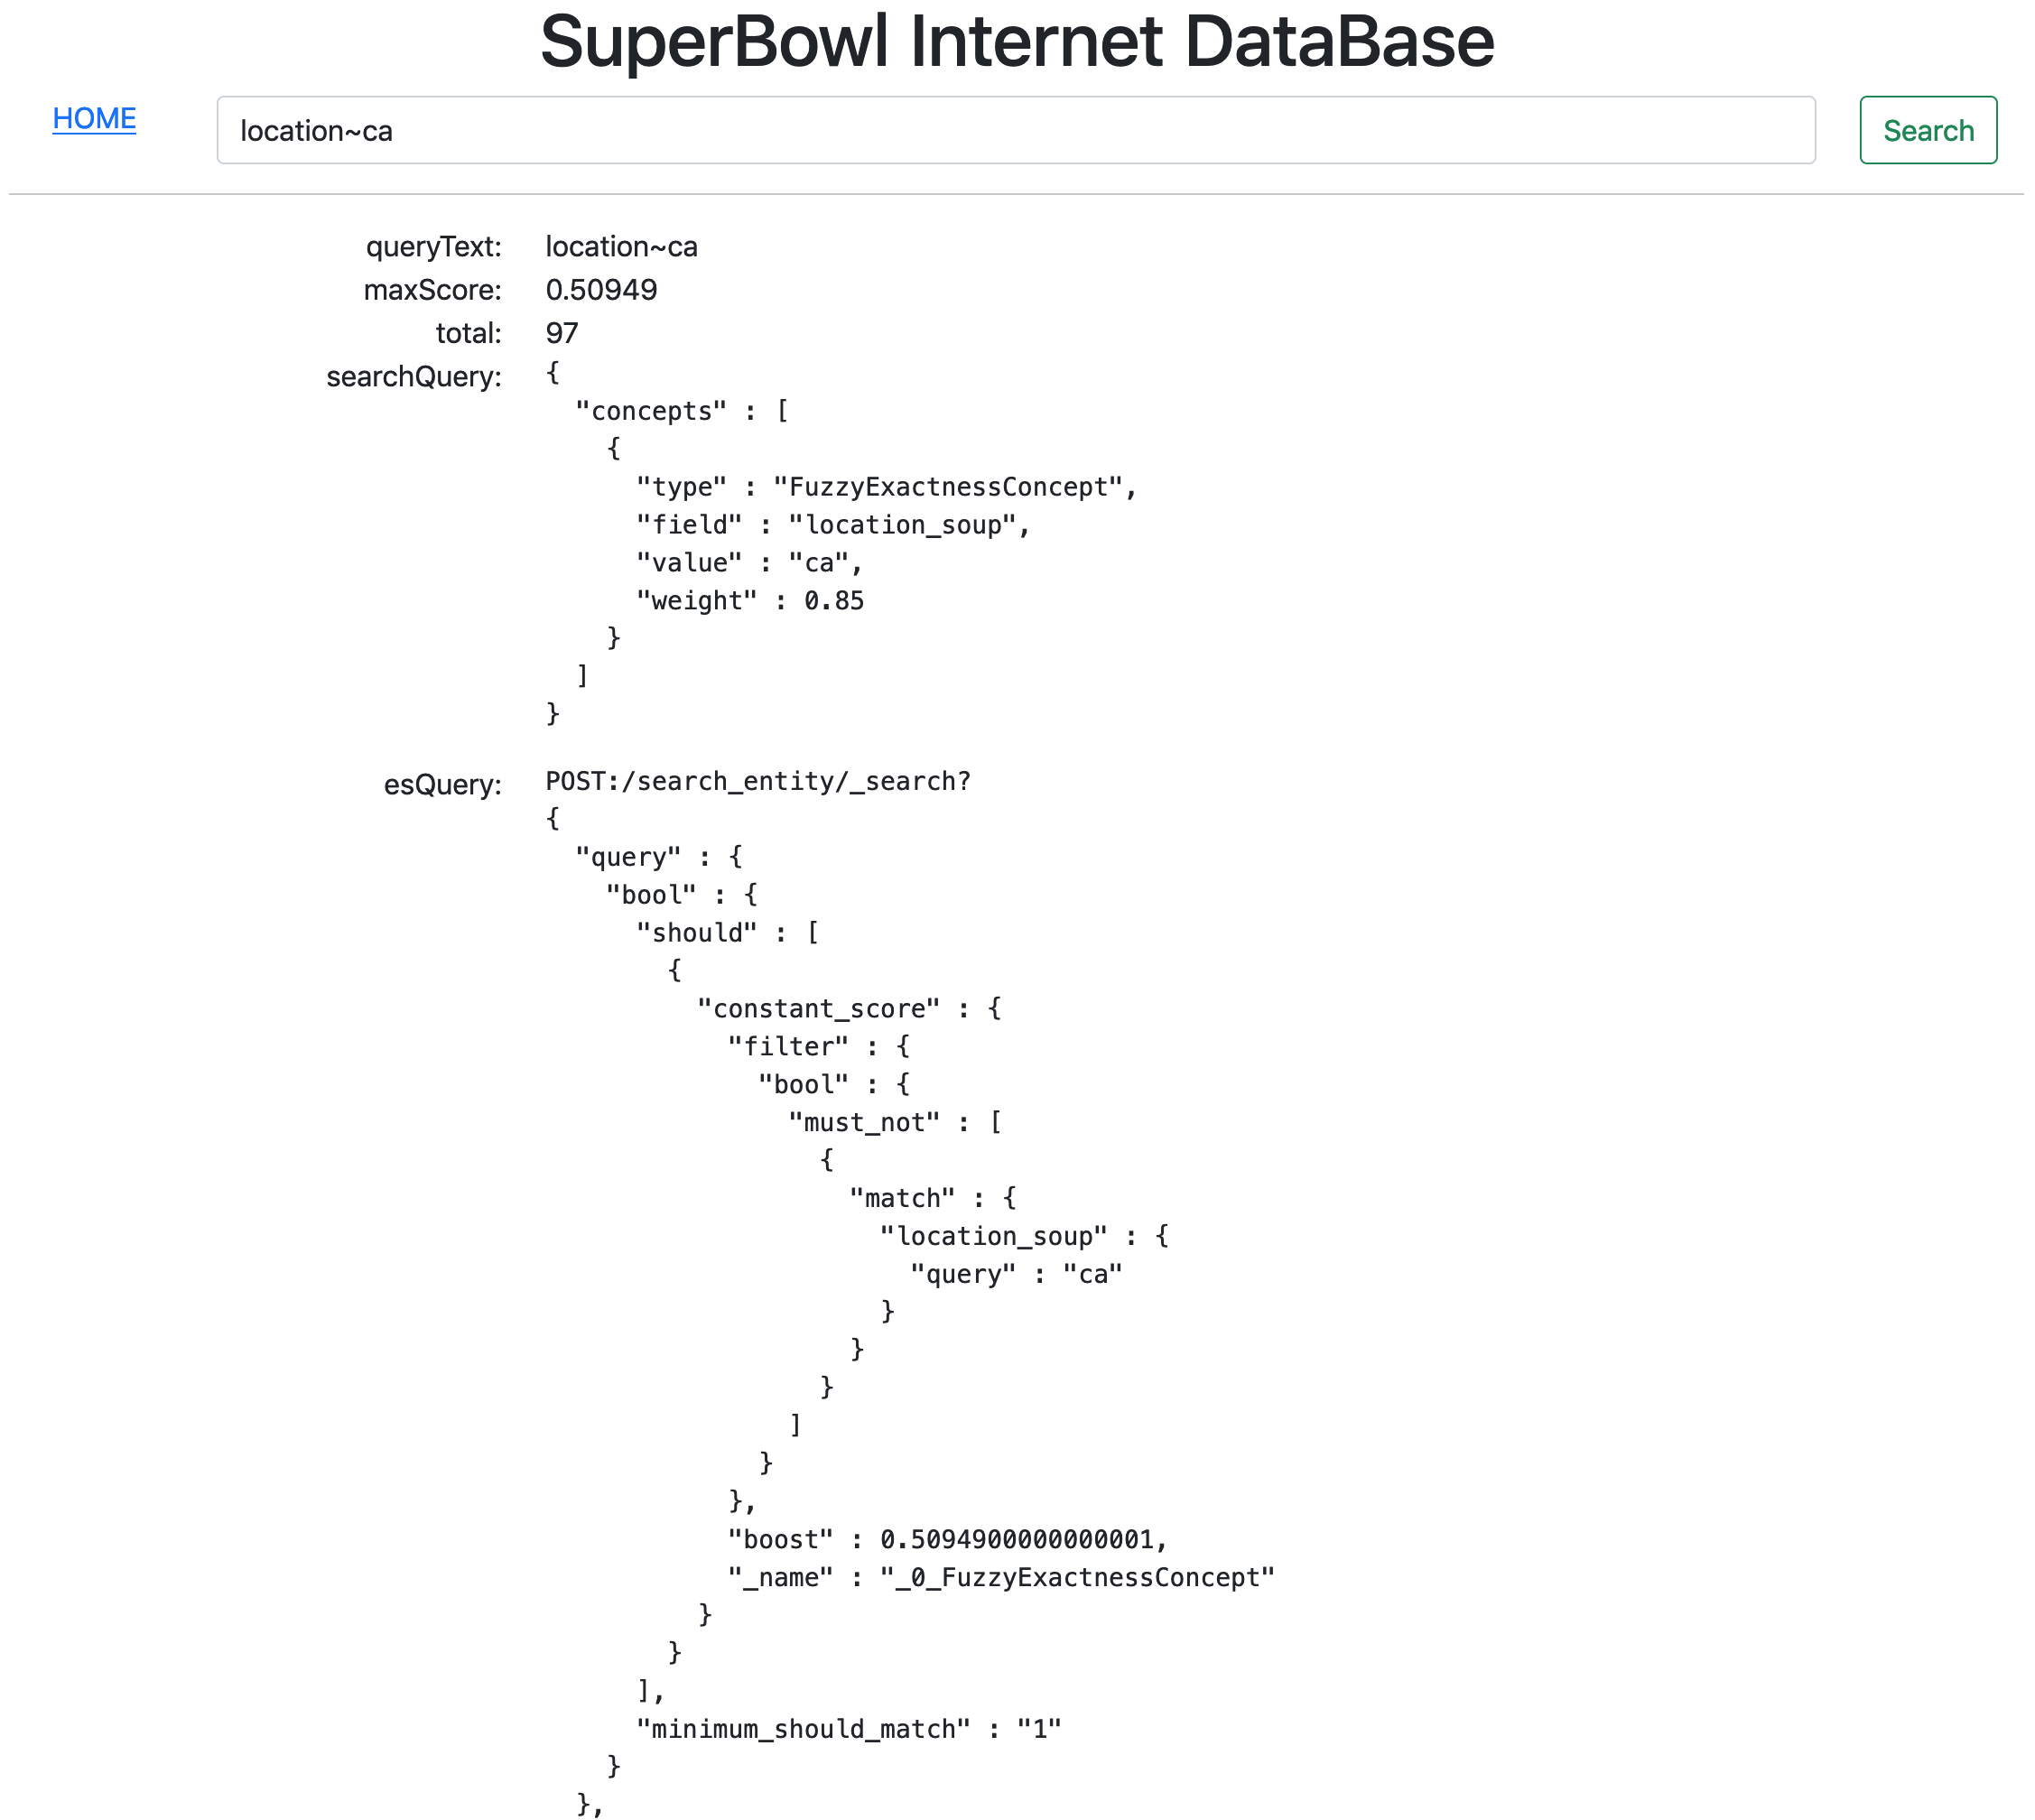 SuperBowl Internet DataBase
HOME
location~ca
Search
queryText: location~ca
maxScore: 0.50949
total: 97
searchQuery: {
  "concepts" : [
    {
      "type" : "FuzzyExactnessConcept",
      "field" : "location_soup",
      "value" : "ca",
      "weight" : 0.85
    }
  ]
}
esQuery: POST:/search_entity/_search?
{
  "query" : {
    "bool" : {
      "should" : [
        {
          "constant_score" : {
            "filter" : {
              "bool" : {
                "must_not" : [
                  {
                    "match" : {
                      "location_soup" : {
                        "query" : "ca"
                      }
                    }
                  }
                ]
              }
            },
            "boost" : 0.5094900000000001,
            "_name" : "_0_FuzzyExactnessConcept"
          }
        }
      ],
      "minimum_should_match" : "1"
    }
  },